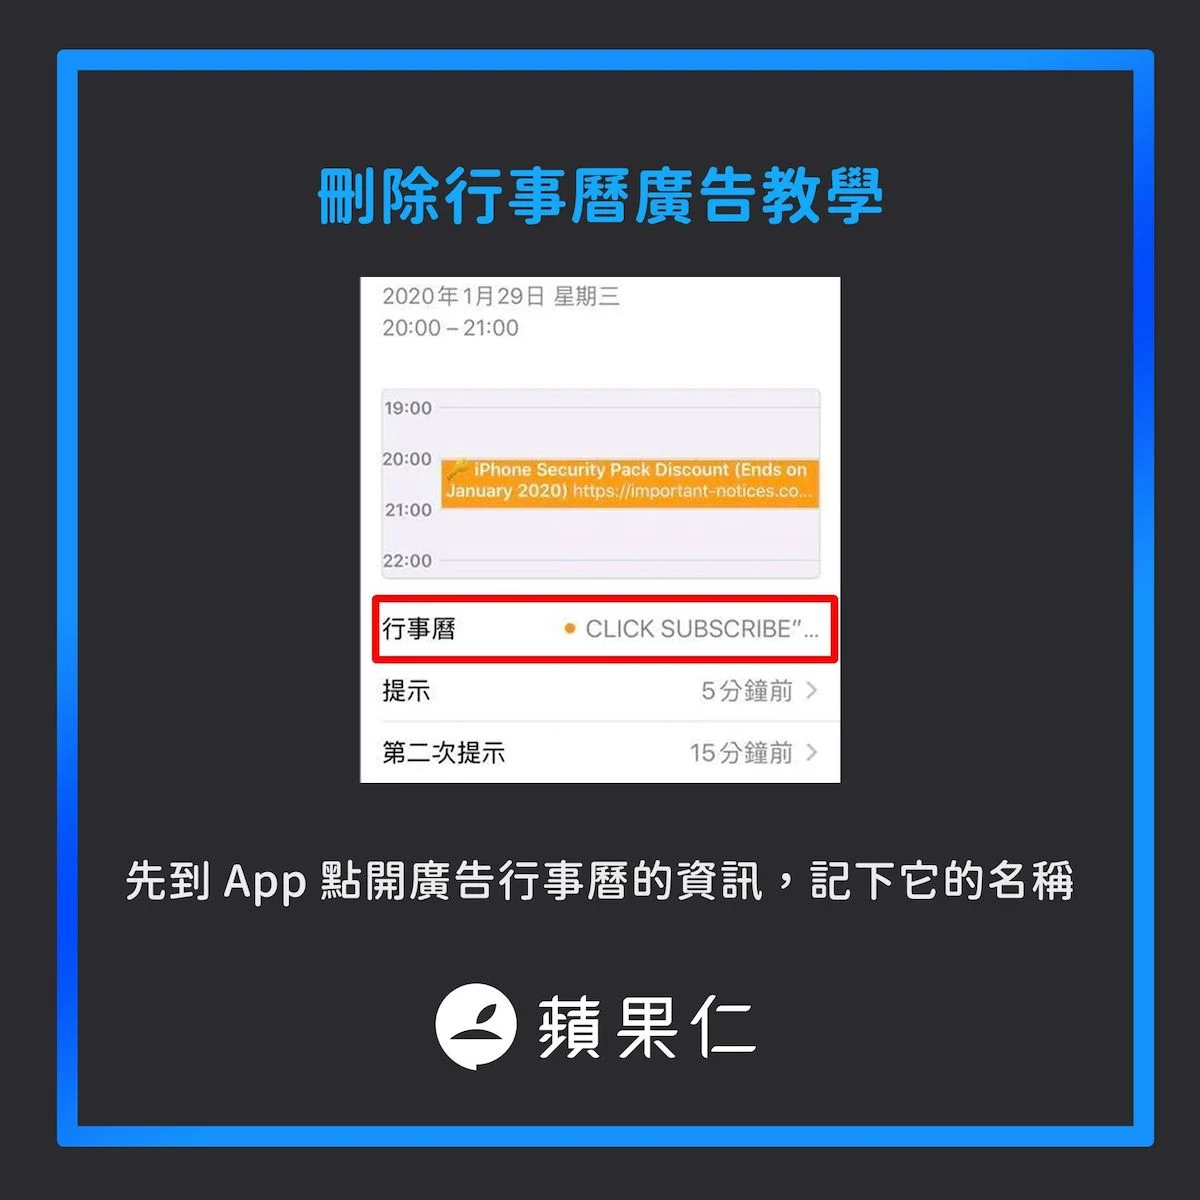 刪除行事曆廣告教學
2020年1月29日 星期三
20:00 – 21:00
19:00
20:00
🔑 iPhone Security Pack Discount (Ends on
January 2020) https://important-notices.co...
21:00
22:00
行事曆 CLICK SUBSCRIBE"...
提示 5分鐘前
第二次提示 15分鐘前
先到 App 點開廣告行事曆的資訊，記下它的名稱
蘋果仁